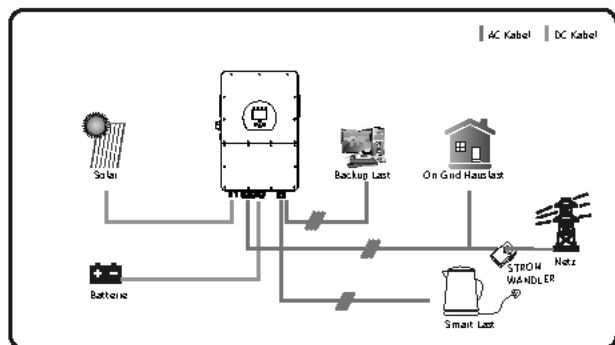 AC Kabel
DC Kabel
Solar
Backup Last
On Grid Hauslast
Batterie
STROM
WANDLER
Netz
Smart Last